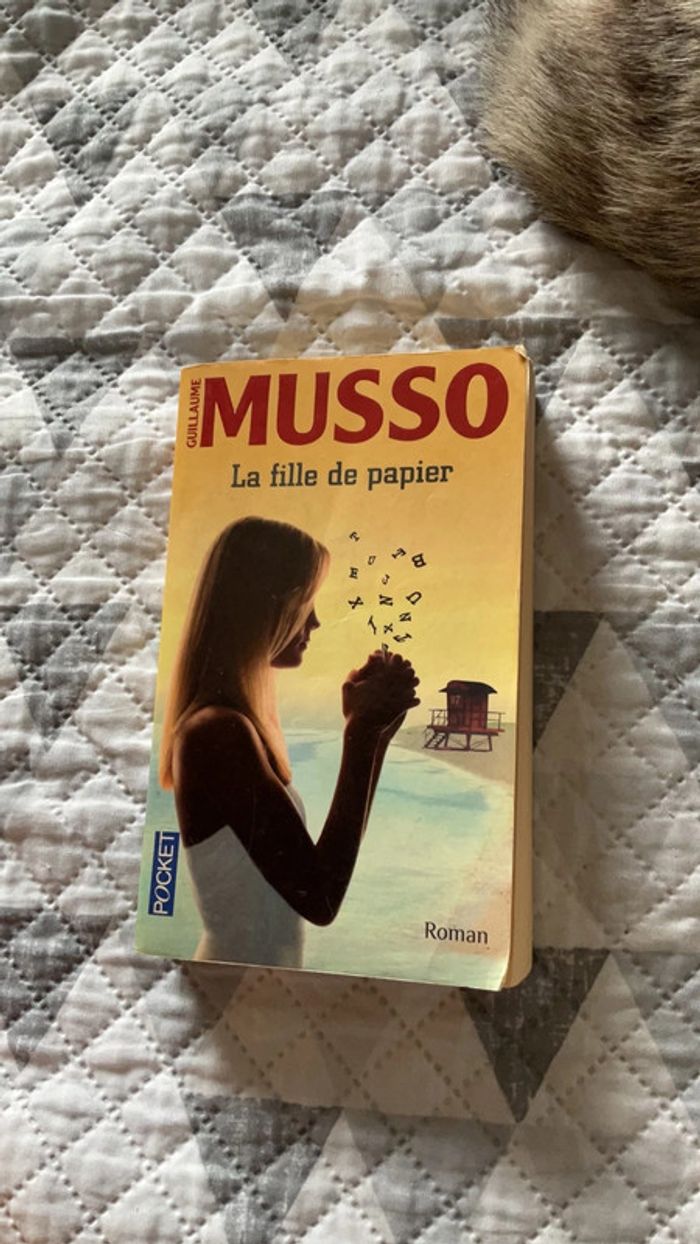 GUILLAUME
MUSSO
La fille de papier
POCKET
Roman